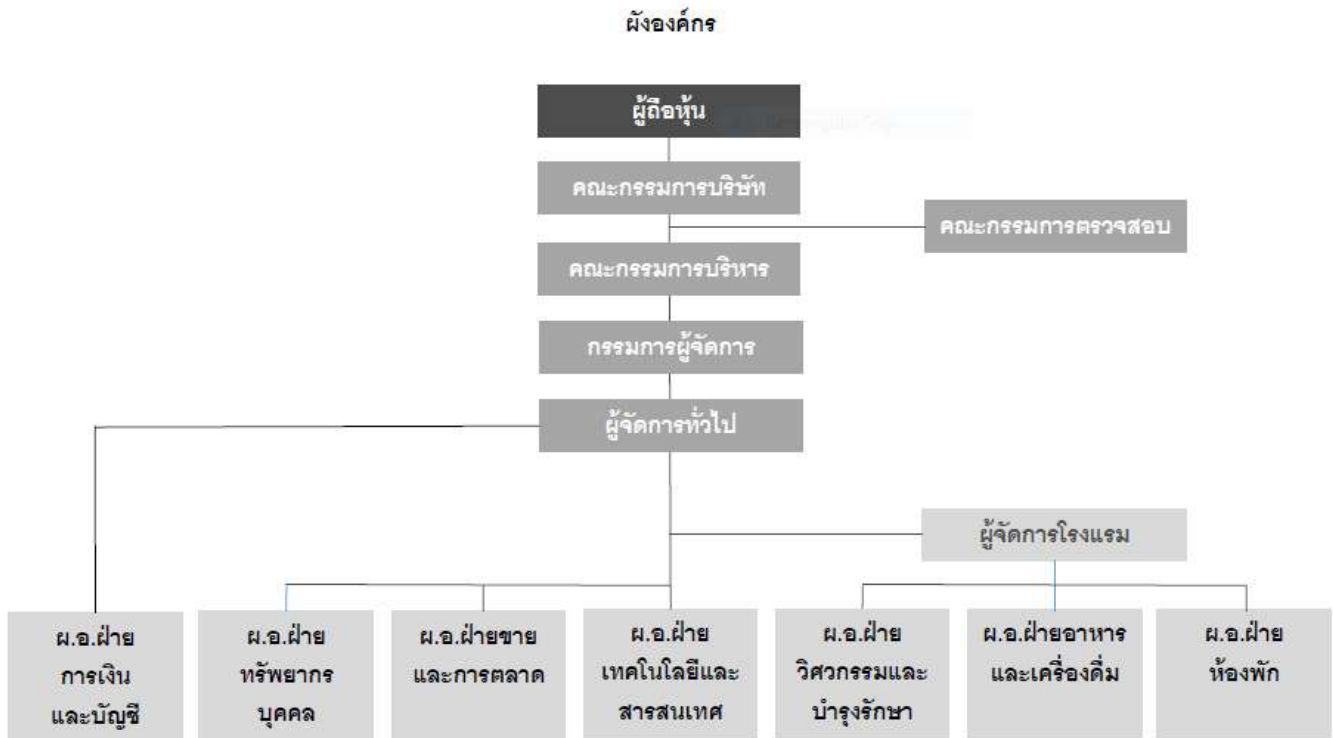 ผังองค์กร
ผู้ถือหุ้น
คณะกรรมการบริษัท
คณะกรรมการตรวจสอบ
คณะกรรมการบริหาร
กรรมการผู้จัดการ
ผู้จัดการทั่วไป
ผู้จัดการโรงแรม
ผ.อ.ฝ่าย
การเงิน
และบัญชี
ผ.อ.ฝ่าย
ทรัพยากร
บุคคล
ผ.อ.ฝ่ายขาย
และการตลาด
ผ.อ.ฝ่าย
เทคโนโลยีและ
สารสนเทศ
ผ.อ.ฝ่าย
วิศวกรรมและ
บำรุงรักษา
ผ.อ.ฝ่ายอาหาร
และเครื่องดื่ม
ผ.อ.ฝ่าย
ห้องพัก